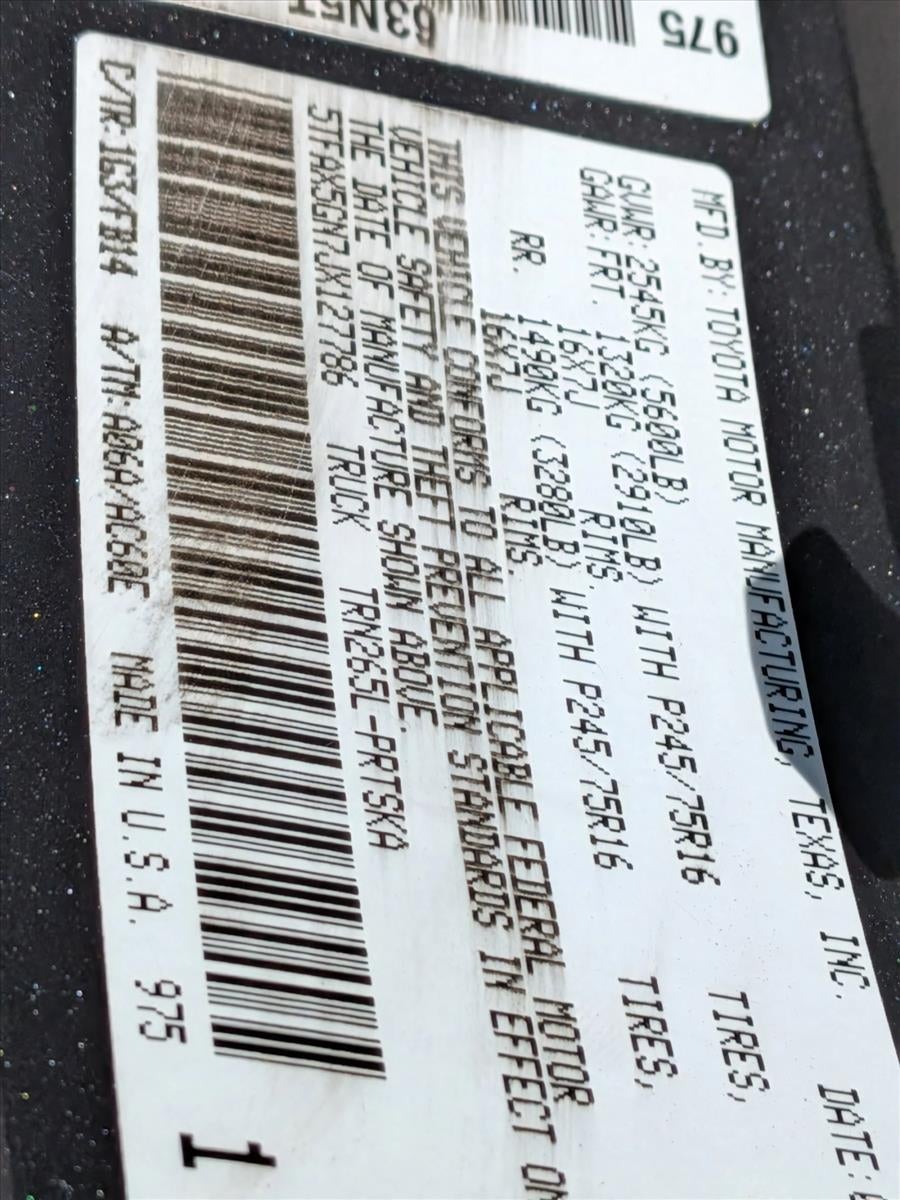 975
MFD. BY: TOYOTA MOTOR MANUFACTURING, TEXAS, INC. DATE:
GVWR: 2545KG (5600LB)
GAWR: FRT. 1320KG (2910LB) WITH P245/75R16 TIRES,
16X7J RIMS
RR. 1490KG (3280LB) WITH P245/75R16 TIRES,
16X7J RIMS
THIS VEHICLE CONFORMS TO ALL APPLICABLE FEDERAL MOTOR
VEHICLE SAFETY AND THEFT PREVENTION STANDARDS IN EFFECT ON
THE DATE OF MANUFACTURE SHOWN ABOVE.
5TFAX5GN7JX127786 TRUCK TRN265L-PRTSKA
C/TR:1G3/FB14 A/TM:A06A/AC60E MADE IN U.S.A. 975
1